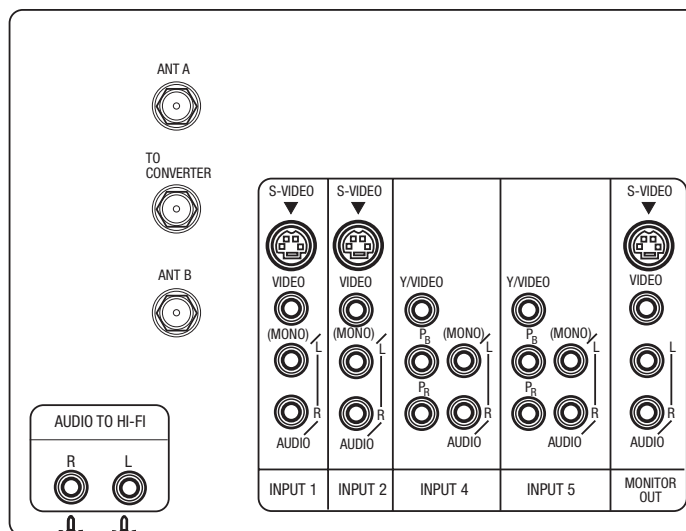 ANT A
TO
CONVERTER
ANT B
S-VIDEO
S-VIDEO
S-VIDEO
VIDEO
VIDEO
Y/VIDEO
Y/VIDEO
VIDEO
(MONO)
L
(MONO)
L
PB
(MONO)
L
PB
(MONO)
L
L
PR
PR
R
R
R
R
R
AUDIO
AUDIO
AUDIO
AUDIO
AUDIO
INPUT 1
INPUT 2
INPUT 4
INPUT 5
MONITOR
OUT
AUDIO TO HI-FI
R
L